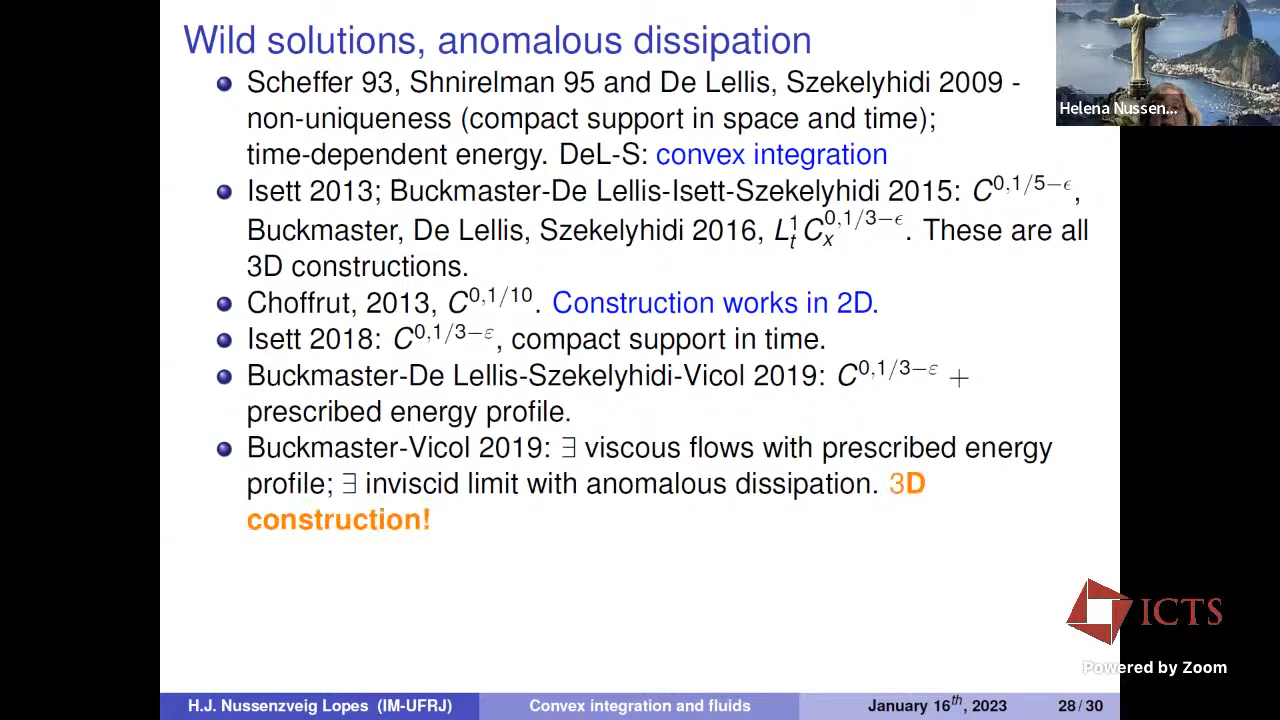 Wild solutions, anomalous dissipation
Scheffer 93, Shnirelman 95 and De Lellis, Szekelyhidi 2009 -
non-uniqueness (compact support in space and time);
time-dependent energy. DeL-S: convex integration
Isett 2013; Buckmaster-De Lellis-Isett-Szekelyhidi 2015: C^{0,1/5−ϵ},
Buckmaster, De Lellis, Szekelyhidi 2016, L^1_t C^{0,1/3−ϵ}_x. These are all
3D constructions.
Choffrut, 2013, C^{0,1/10}. Construction works in 2D.
Isett 2018: C^{0,1/3−ε}, compact support in time.
Buckmaster-De Lellis-Szekelyhidi-Vicol 2019: C^{0,1/3−ε} +
prescribed energy profile.
Buckmaster-Vicol 2019: ∃ viscous flows with prescribed energy
profile; ∃ inviscid limit with anomalous dissipation. 3D
construction!
Helena Nussen...
ICTS
Powered by Zoom
H.J. Nussenzveig Lopes (IM-UFRJ) Convex integration and fluids January 16th, 2023 28 / 30